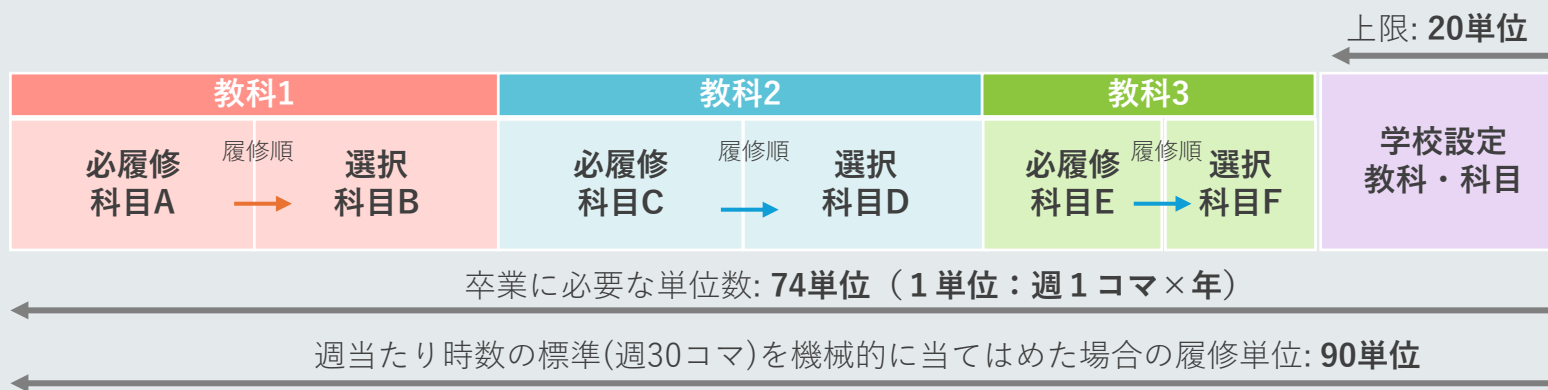 上限: 20単位
教科1
教科2
教科3
必履修
科目A
履修順
選択
科目B
必履修
科目C
履修順
選択
科目D
必履修
科目E
履修順
選択
科目F
学校設定
教科・科目
卒業に必要な単位数: 74単位（１単位：週１コマ×年）
週当たり時数の標準(週30コマ)を機械的に当てはめた場合の履修単位: 90単位